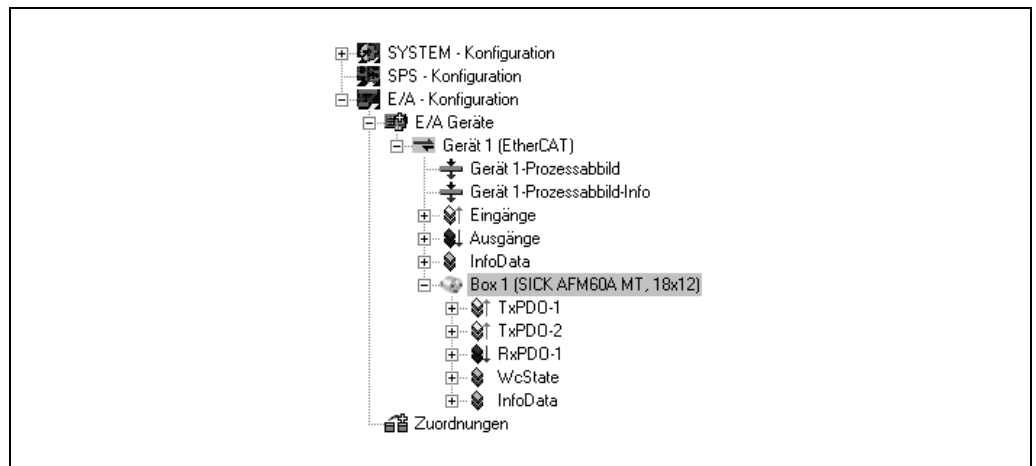 SYSTEM - Konfiguration
SPS - Konfiguration
E/A - Konfiguration
E/A Geräte
Gerät 1 (EtherCAT)
Gerät 1-Prozessabbild
Gerät 1-Prozessabbild-Info
Eingänge
Ausgänge
InfoData
Box 1 (SICK AFM60A MT, 18x12)
TxPDO-1
TxPDO-2
RxPDO-1
WcState
InfoData
Zuordnungen